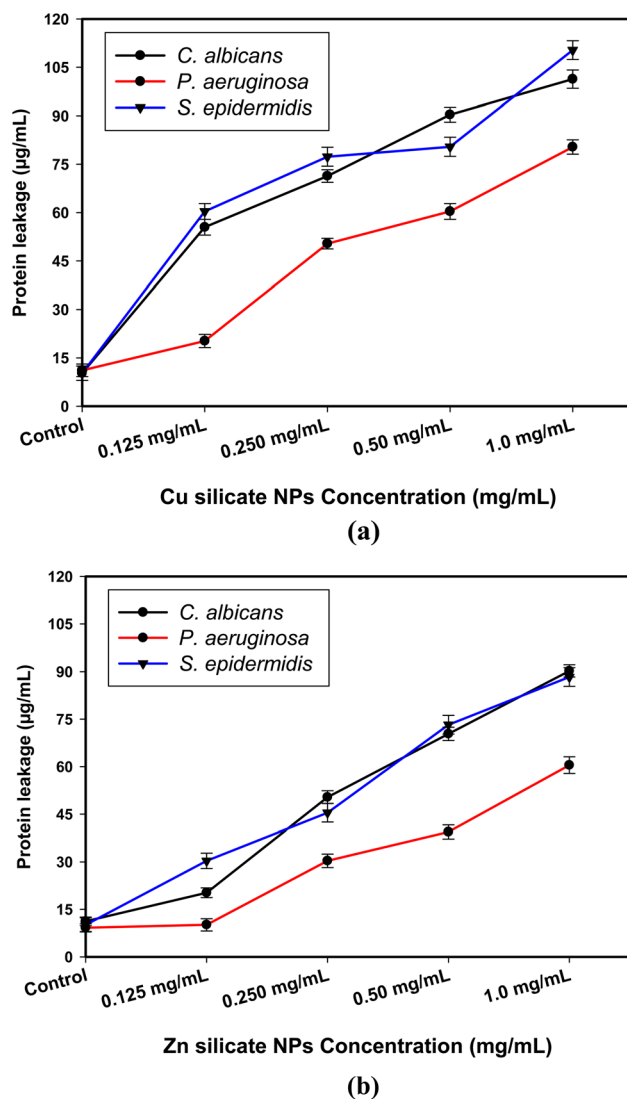 120
105
90
75
60
45
30
15
0
Protein leakage (µg/mL)
C. albicans
P. aeruginosa
S. epidermidis
Control
0.125 mg/mL
0.250 mg/mL
0.50 mg/mL
1.0 mg/mL
Cu silicate NPs Concentration (mg/mL)
(a)
120
105
90
75
60
45
30
15
0
Protein leakage (µg/mL)
C. albicans
P. aeruginosa
S. epidermidis
Control
0.125 mg/mL
0.250 mg/mL
0.50 mg/mL
1.0 mg/mL
Zn silicate NPs Concentration (mg/mL)
(b)